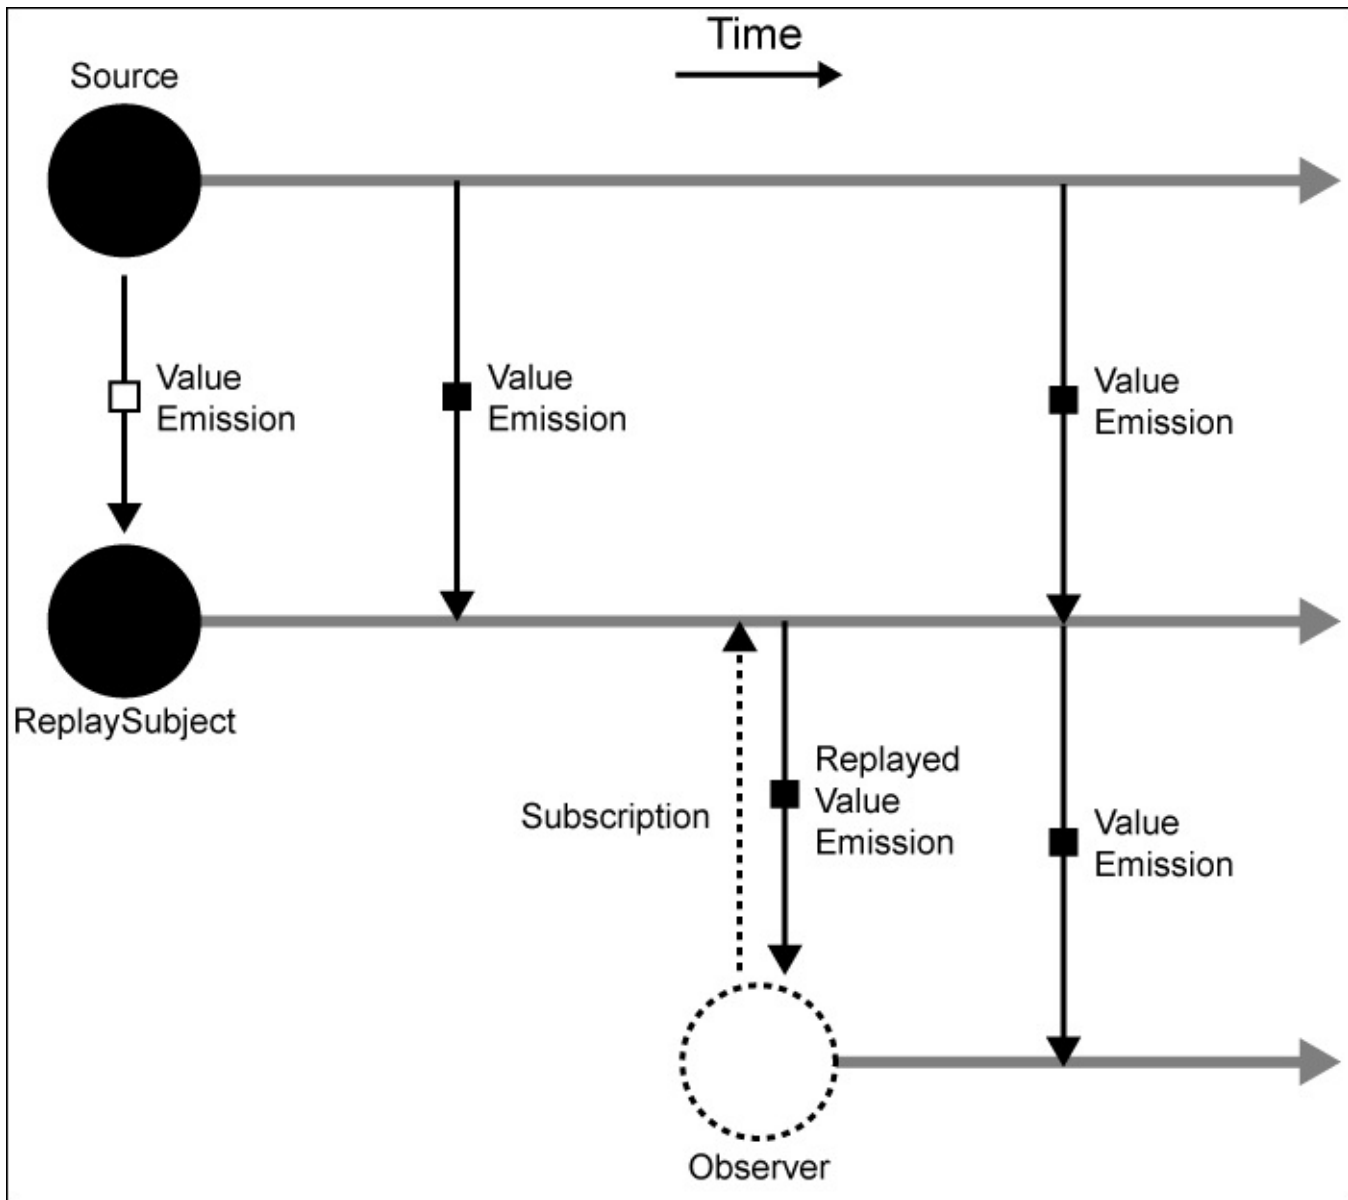 Time
Source
Value
Emission
Value
Emission
Value
Emission
ReplaySubject
Subscription
Replayed
Value
Emission
Value
Emission
Observer